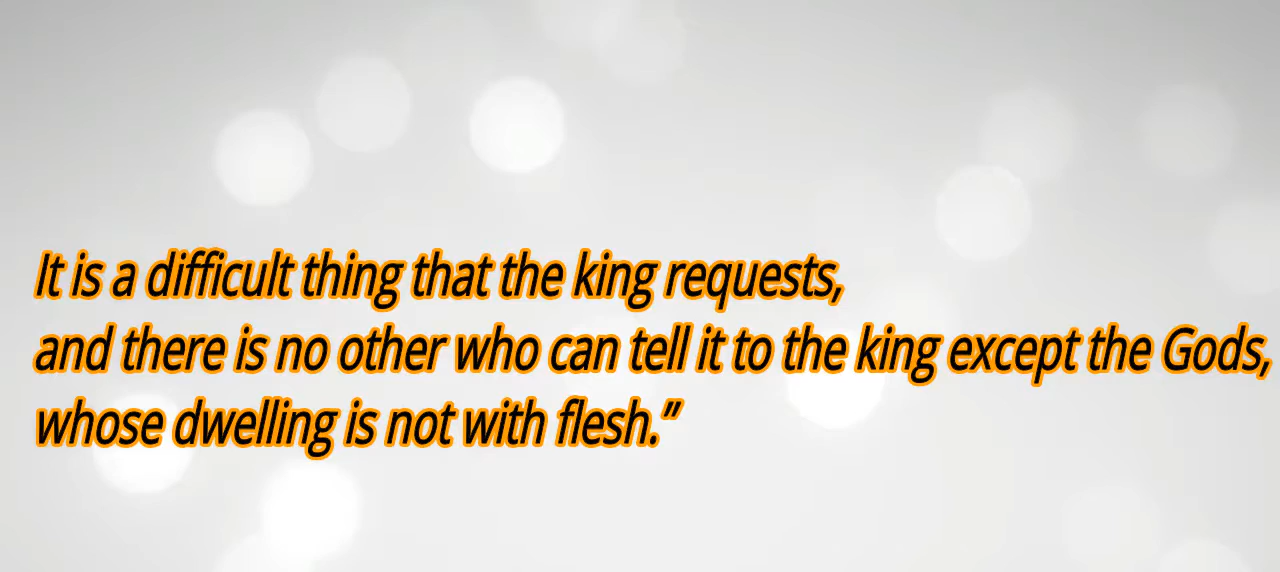 It is a difficult thing that the king requests,
and there is no other who can tell it to the king except the Gods,
whose dwelling is not with flesh.”